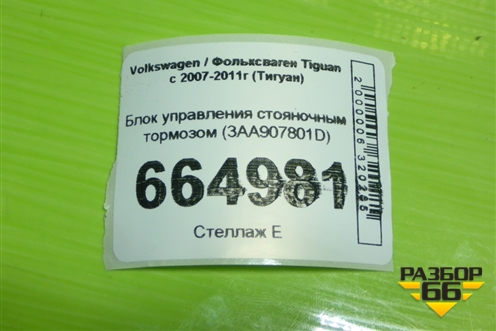 Volkswagen / Фольксваген Tiguan
с 2007-2011г (Тигуан)
Блок управления стояночным
тормозом (3AA907801D)
664981
Стеллаж Е
РАЗБОР
66